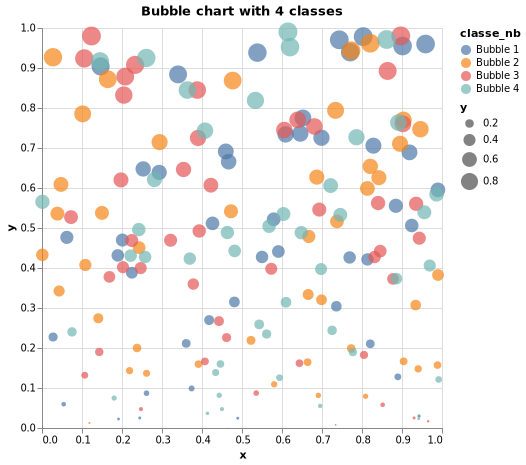 Bubble chart with 4 classes
1.0
0.9
0.8
0.7
0.6
0.5
0.4
0.3
0.2
0.1
0.0
y
0.0 0.1 0.2 0.3 0.4 0.5 0.6 0.7 0.8 0.9 1.0
x
classe_nb
Bubble 1
Bubble 2
Bubble 3
Bubble 4
y
0.2
0.4
0.6
0.8